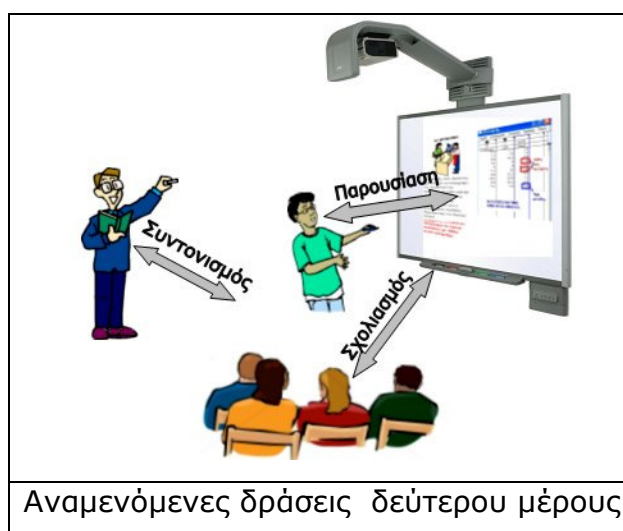 Παρουσίαση
Συντονισμός
Σχολιασμός
Αναμενόμενες δράσεις δεύτερου μέρους